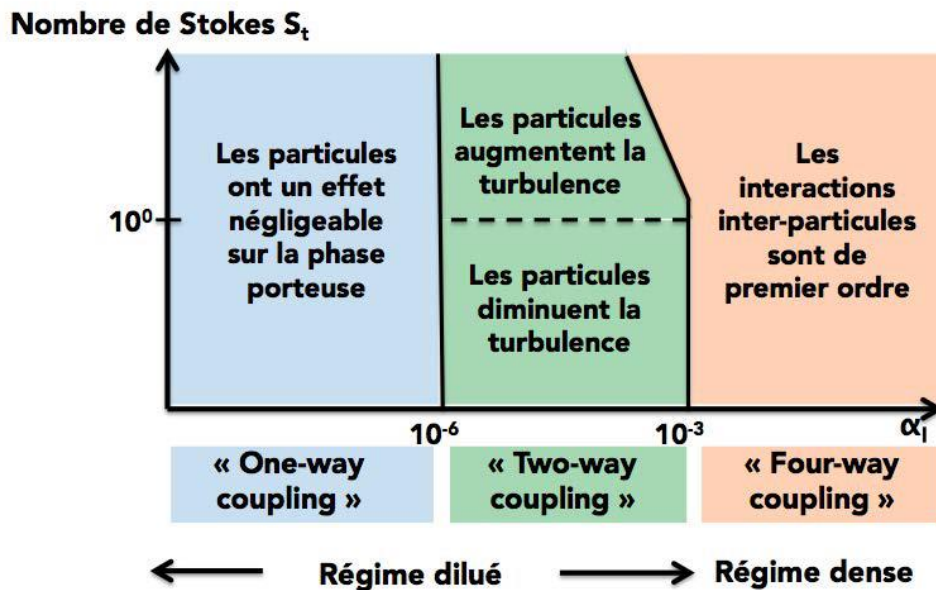 Nombre de Stokes St
Les particules
ont un effet
négligeable
sur la phase
porteuse
Les particules
augmentent la
turbulence
Les
interactions
inter-particules
sont de
premier ordre
10⁰
Les particules
diminuent la
turbulence
10⁻⁶
10⁻³
αl
« One-way
coupling »
« Two-way
coupling »
« Four-way
coupling »
Régime dilué
Régime dense